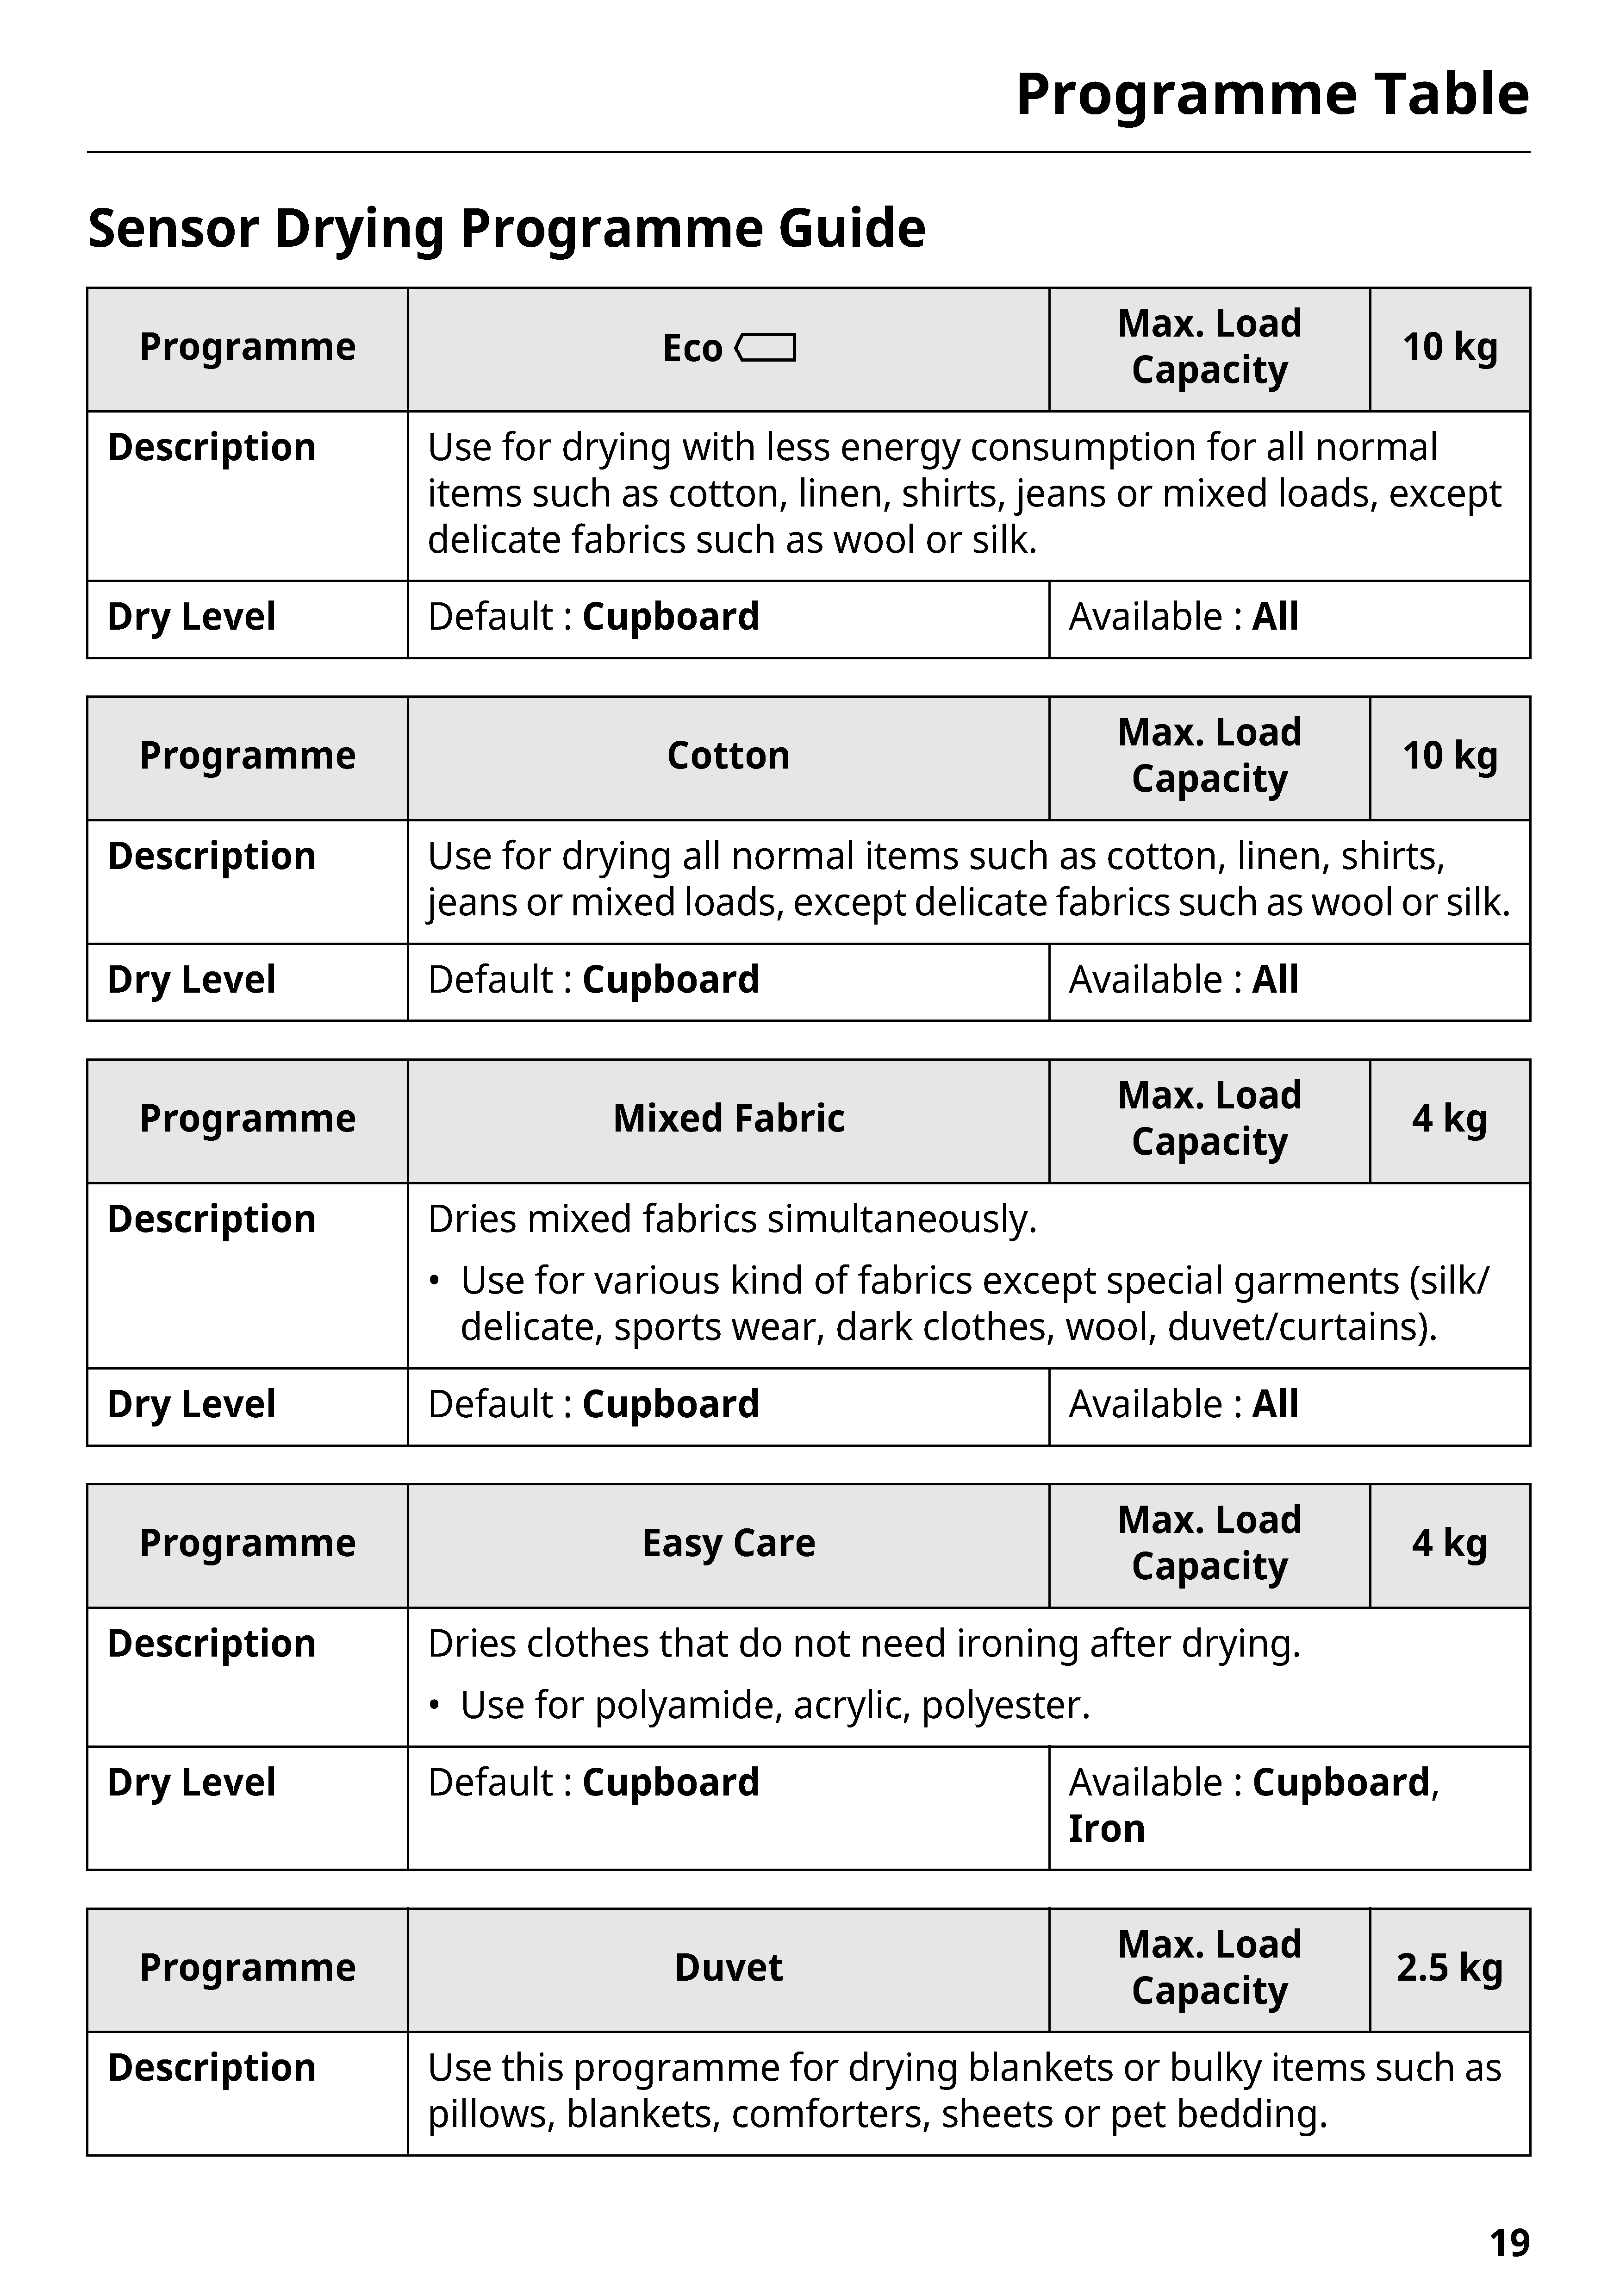 Programme Table
Sensor Drying Programme Guide
Programme
Eco
Max. Load
Capacity
10 kg
Description
Use for drying with less energy consumption for all normal
items such as cotton, linen, shirts, jeans or mixed loads, except
delicate fabrics such as wool or silk.
Dry Level
Default : Cupboard
Available : All
Programme
Cotton
Max. Load
Capacity
10 kg
Description
Use for drying all normal items such as cotton, linen, shirts,
jeans or mixed loads, except delicate fabrics such as wool or silk.
Dry Level
Default : Cupboard
Available : All
Programme
Mixed Fabric
Max. Load
Capacity
4 kg
Description
Dries mixed fabrics simultaneously.
• Use for various kind of fabrics except special garments (silk/
delicate, sports wear, dark clothes, wool, duvet/curtains).
Dry Level
Default : Cupboard
Available : All
Programme
Easy Care
Max. Load
Capacity
4 kg
Description
Dries clothes that do not need ironing after drying.
• Use for polyamide, acrylic, polyester.
Dry Level
Default : Cupboard
Available : Cupboard,
Iron
Programme
Duvet
Max. Load
Capacity
2.5 kg
Description
Use this programme for drying blankets or bulky items such as
pillows, blankets, comforters, sheets or pet bedding.
19